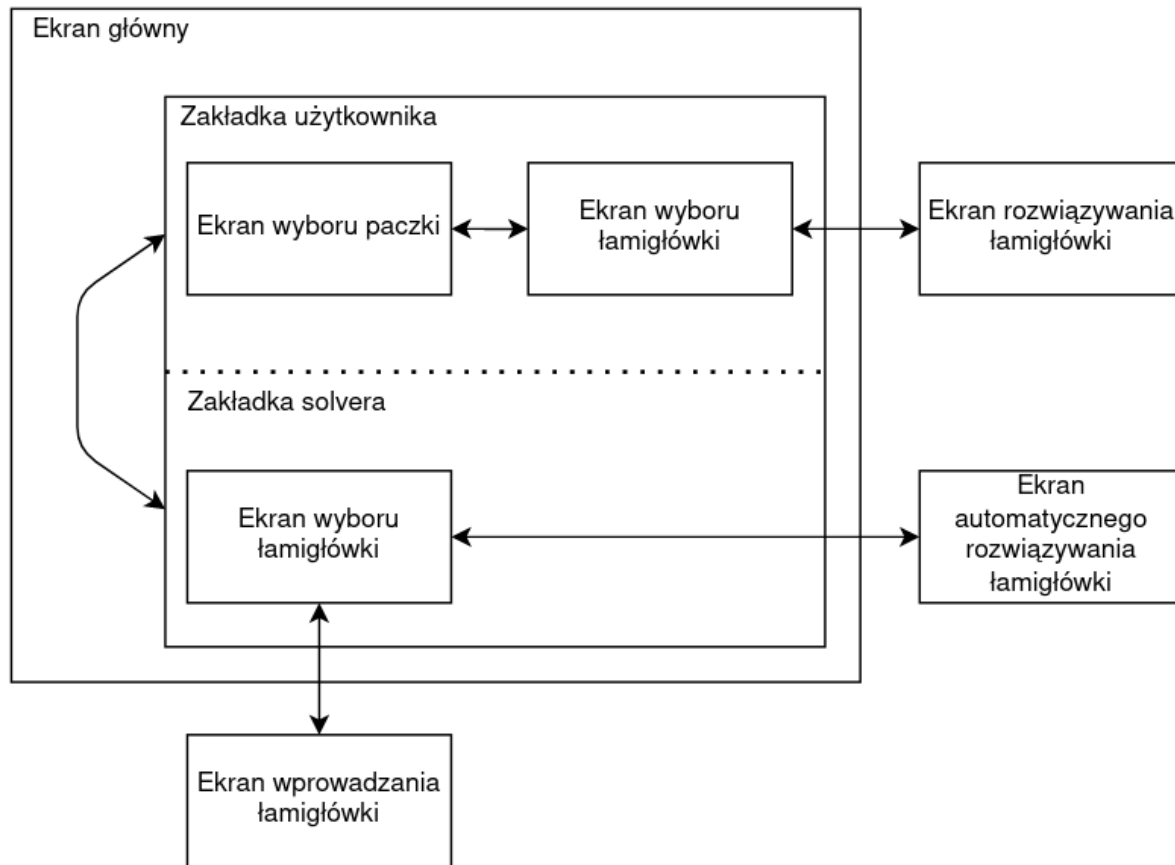 Ekran główny
Zakładka użytkownika
Ekran wyboru paczki
Ekran wyboru
łamigłówki
Ekran rozwiązywania
łamigłówki
Zakładka solvera
Ekran wyboru
łamigłówki
Ekran
automatycznego
rozwiązywania
łamigłówki
Ekran wprowadzania
łamigłówki